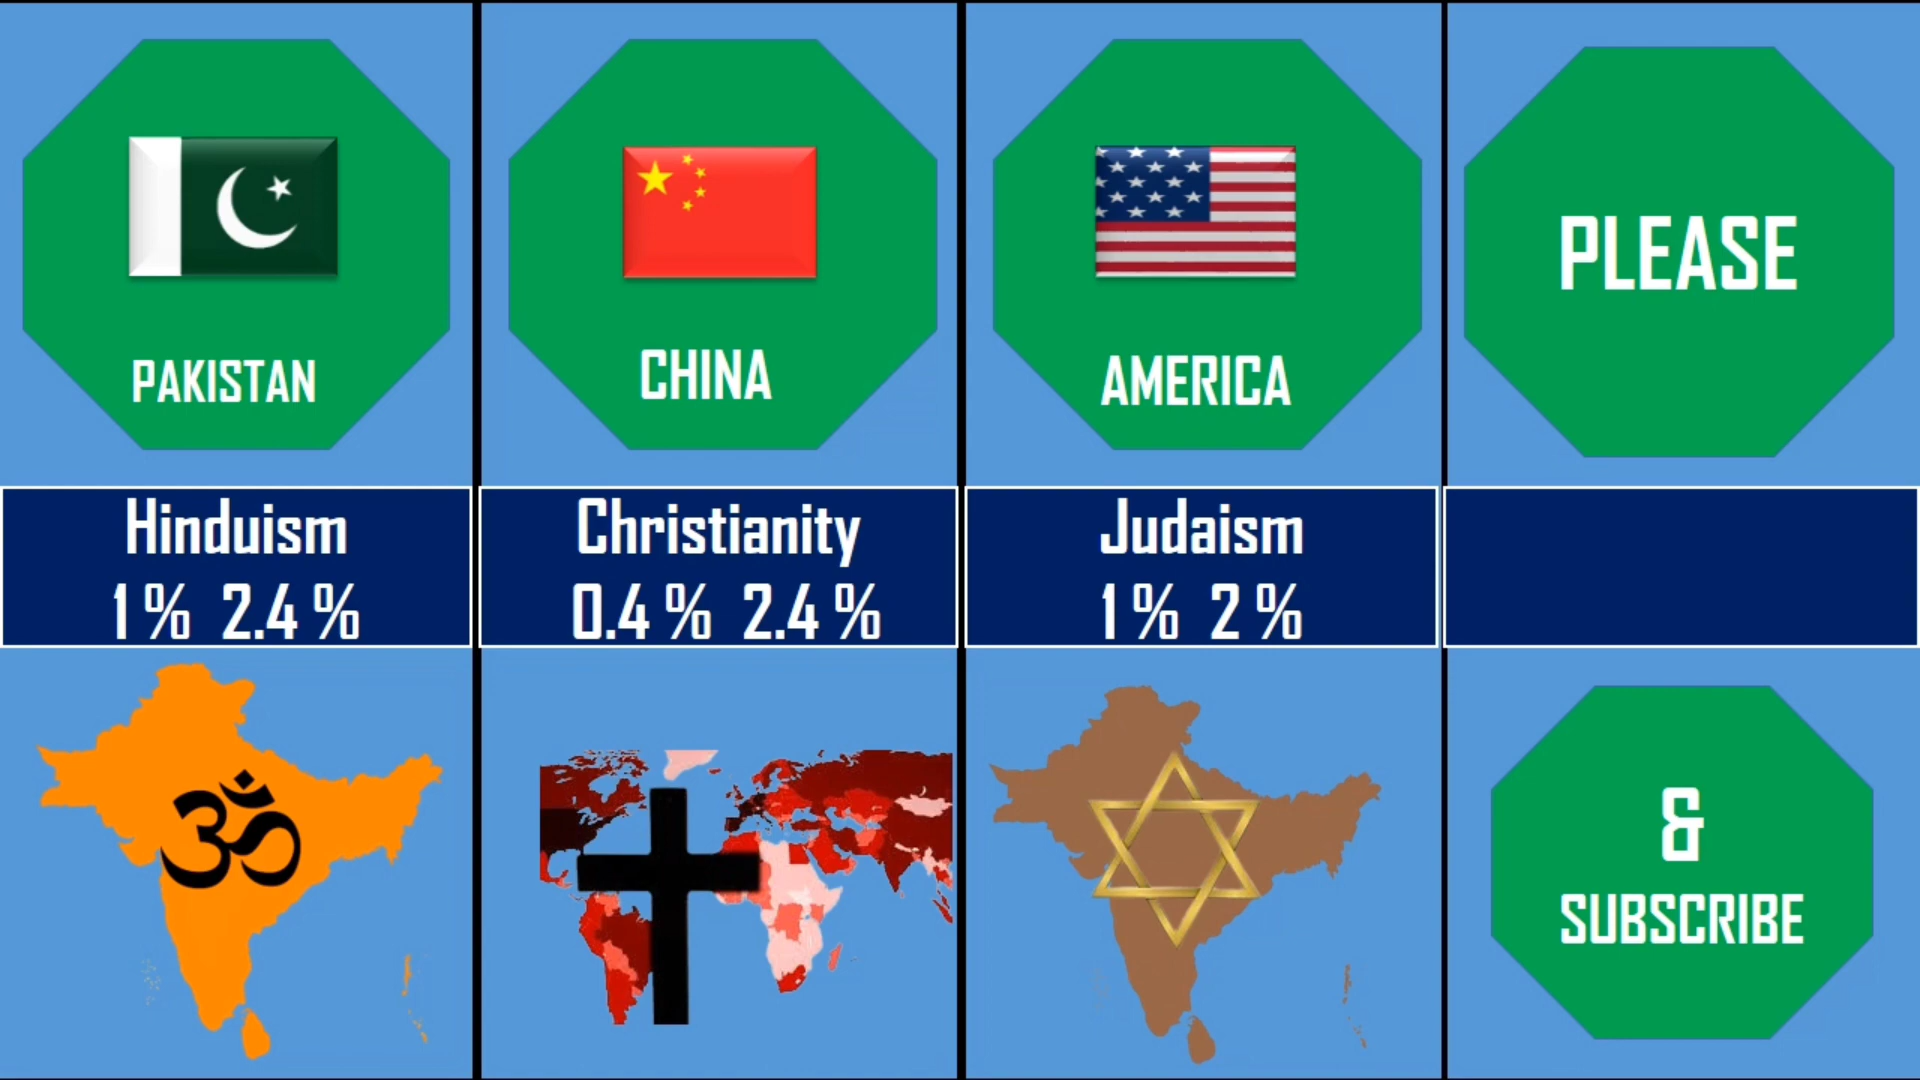 PAKISTAN
Hinduism
1% 2.4%
CHINA
Christianity
0.4% 2.4%
AMERICA
Judaism
1% 2%
PLEASE
&
SUBSCRIBE